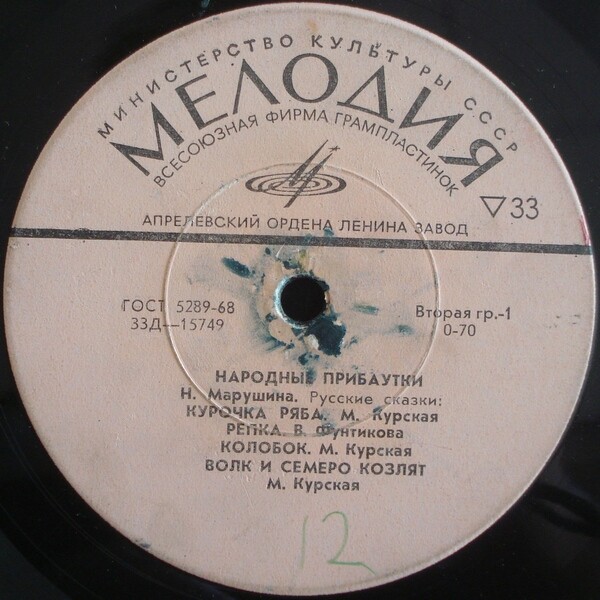 МИНИСТЕРСТВО КУЛЬТУРЫ СССР
МЕЛОДИЯ
ВСЕСОЮЗНАЯ ФИРМА ГРАМПЛАСТИНОК
33
АПРЕЛЕВСКИЙ ОРДЕНА ЛЕНИНА ЗАВОД
ГОСТ 5289-68
33Д—15749
Вторая гр.-1
0-70
НАРОДНЫЕ ПРИБАУТКИ
Н. Марушина. Русские сказки:
КУРОЧКА РЯБА. М. Курская
РЕПКА. В. Фунтикова
КОЛОБОК. М. Курская
ВОЛК И СЕМЕРО КОЗЛЯТ
М. Курская
12